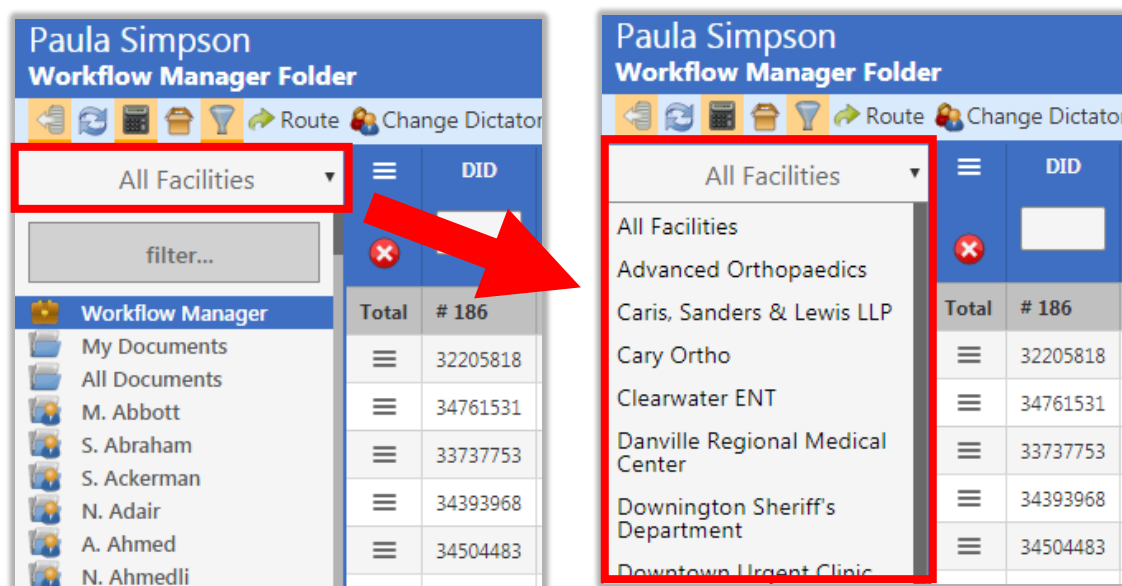 Paula Simpson
Workflow Manager Folder
Route Change Dictator
All Facilities
DID
filter...
Total # 186
Workflow Manager
My Documents
All Documents
M. Abbott
S. Abraham
S. Ackerman
N. Adair
A. Ahmed
N. Ahmedli
32205818
34761531
33737753
34393968
34504483
Paula Simpson
Workflow Manager Folder
Route Change Dictator
All Facilities
DID
All Facilities
Advanced Orthopaedics
Caris, Sanders & Lewis LLP
Cary Ortho
Clearwater ENT
Danville Regional Medical
Center
Downington Sheriff's
Department
Downtown Urgent Clinic
Total # 186
32205818
34761531
33737753
34393968
34504483